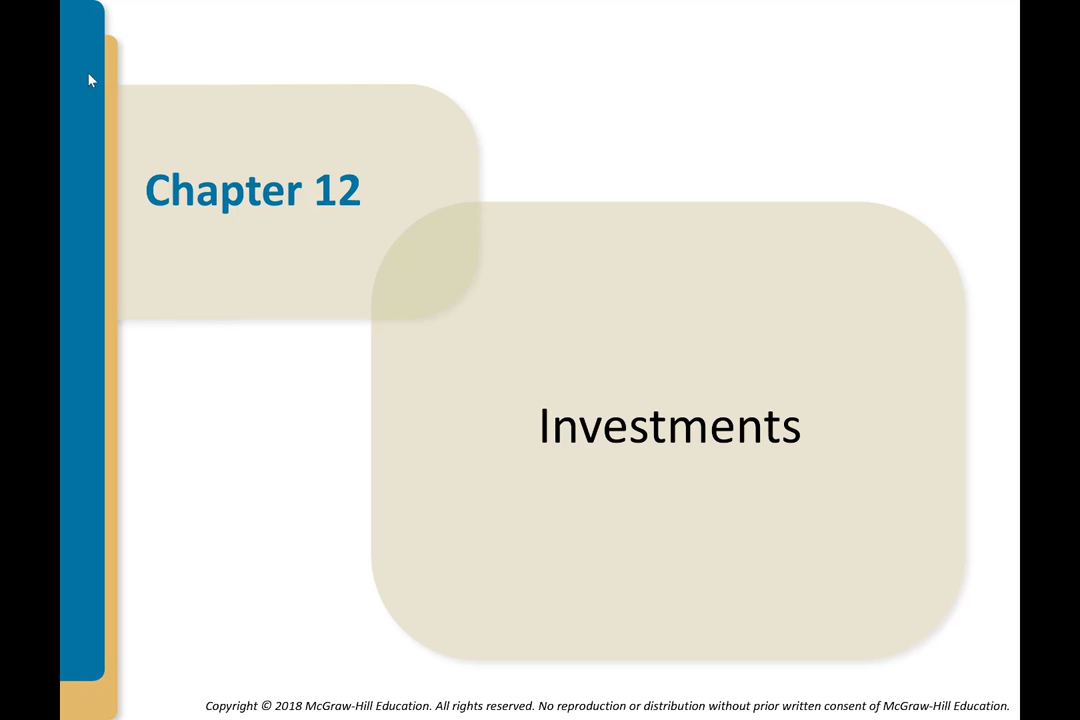 Chapter 12
Investments
Copyright © 2018 McGraw-Hill Education. All rights reserved. No reproduction or distribution without prior written consent of McGraw-Hill Education.